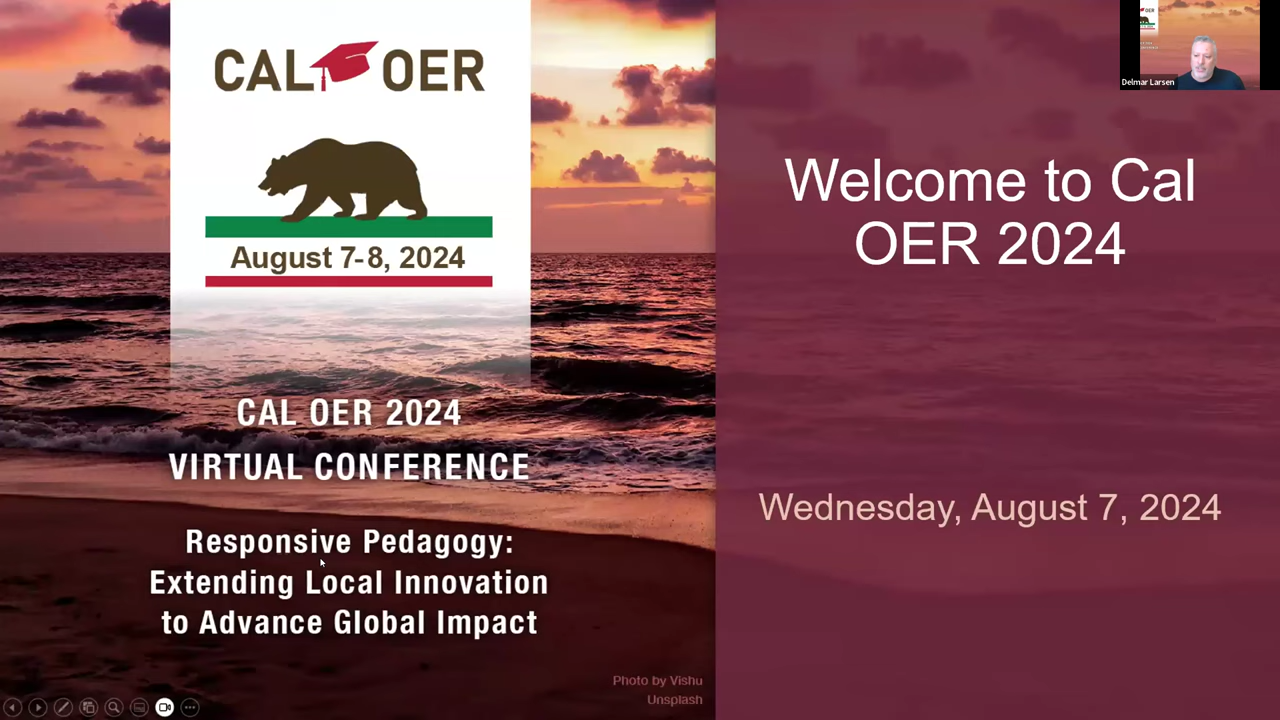 CAL OER
August 7-8, 2024
CAL OER 2024
VIRTUAL CONFERENCE
Responsive Pedagogy:
Extending Local Innovation
to Advance Global Impact
Photo by Vishu
Unsplash
Welcome to Cal
OER 2024
Wednesday, August 7, 2024
Delmar Larsen